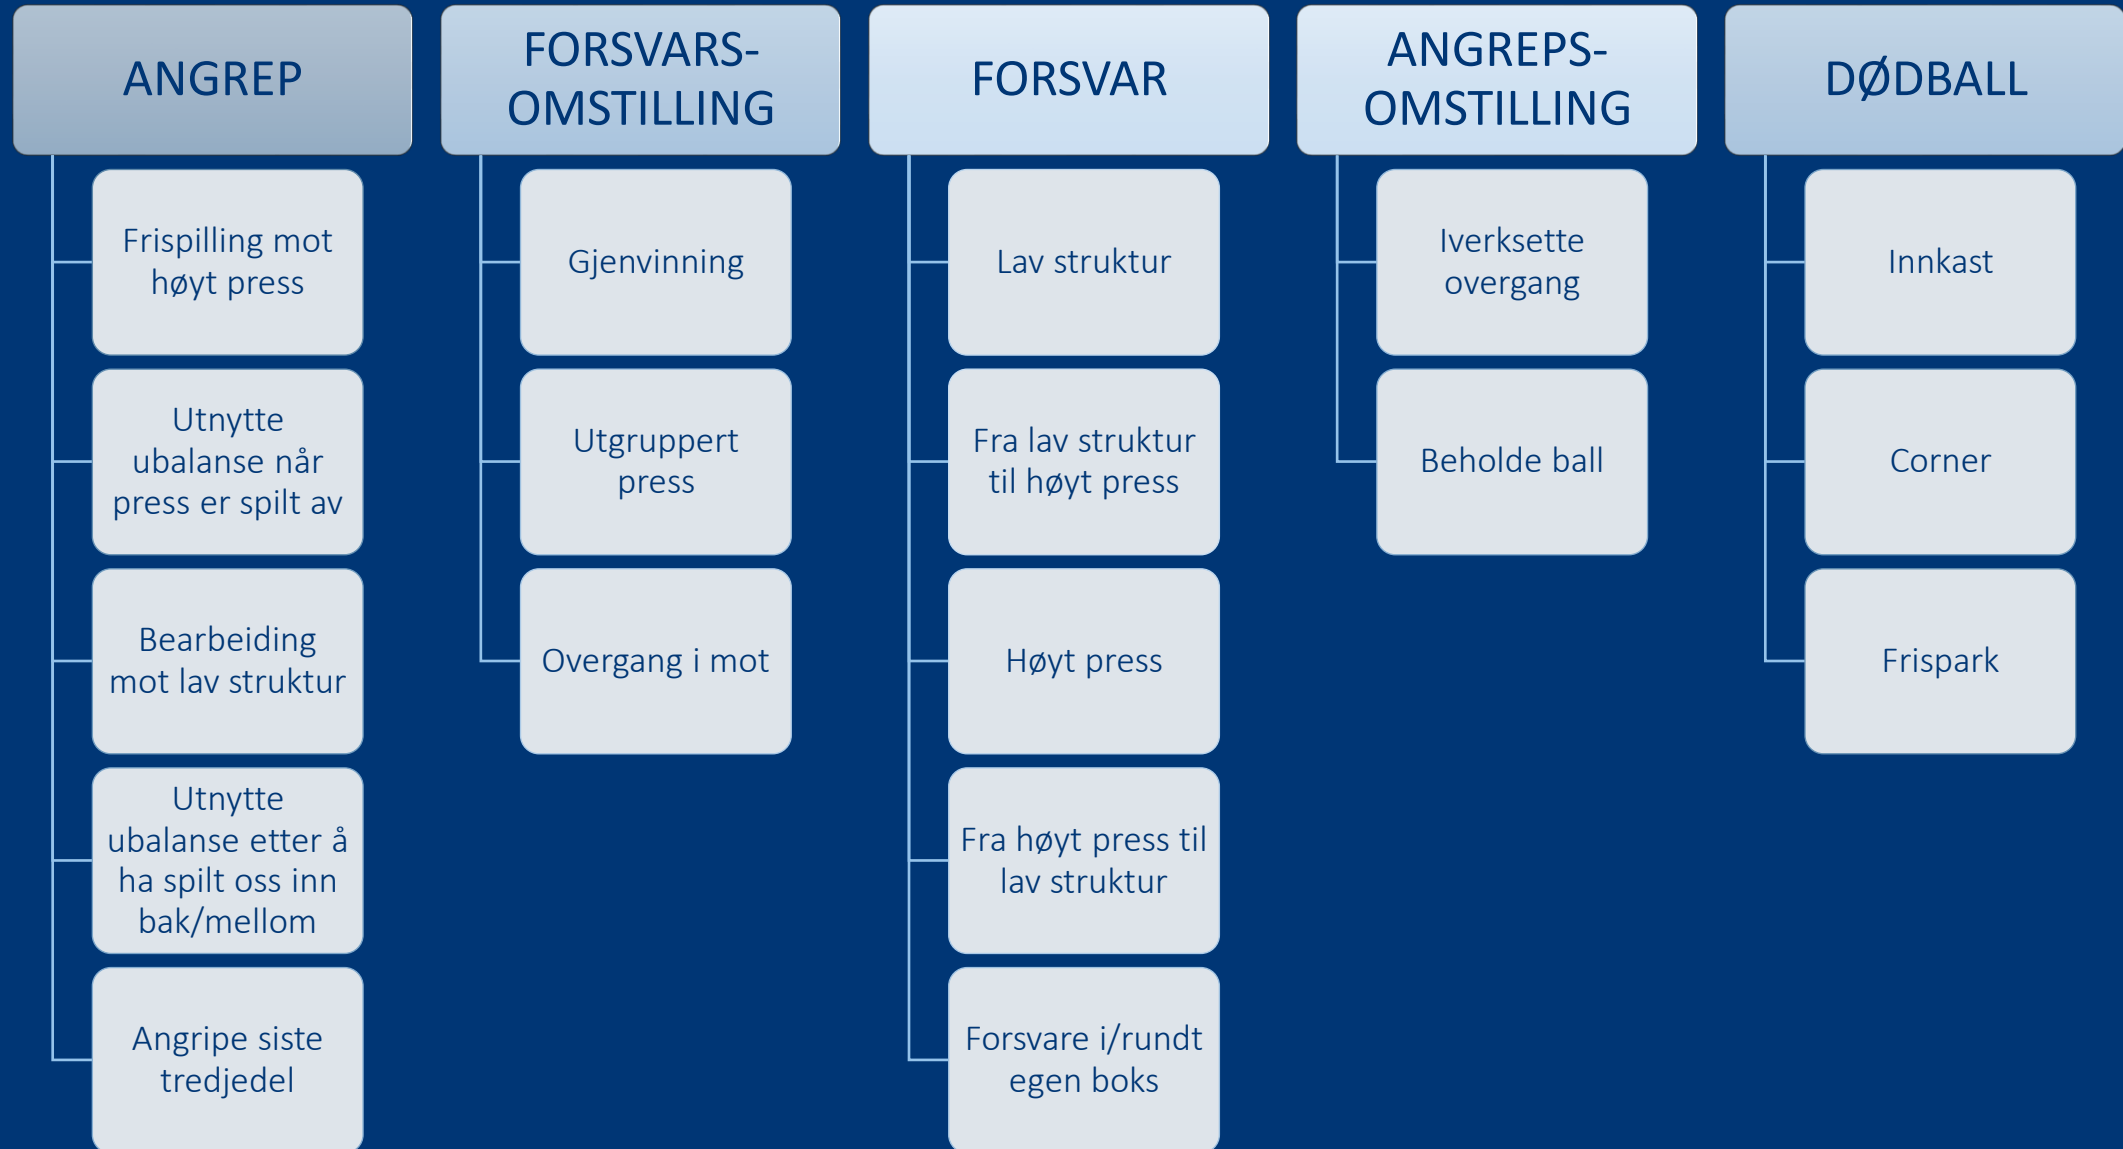 ANGREP
Frispilling mot
høyt press
Utnytte
ubalanse når
press er spilt av
Bearbeiding
mot lav struktur
Utnytte
ubalanse etter å
ha spilt oss inn
bak/mellom
Angripe siste
tredjedel
FORSVARS-
OMSTILLING
Gjenvinning
Utgruppert
press
Overgang i mot
FORSVAR
Lav struktur
Fra lav struktur
til høyt press
Høyt press
Fra høyt press til
lav struktur
Forsvare i/rundt
egen boks
ANGREPS-
OMSTILLING
Iverksette
overgang
Beholde ball
DØDBALL
Innkast
Corner
Frispark